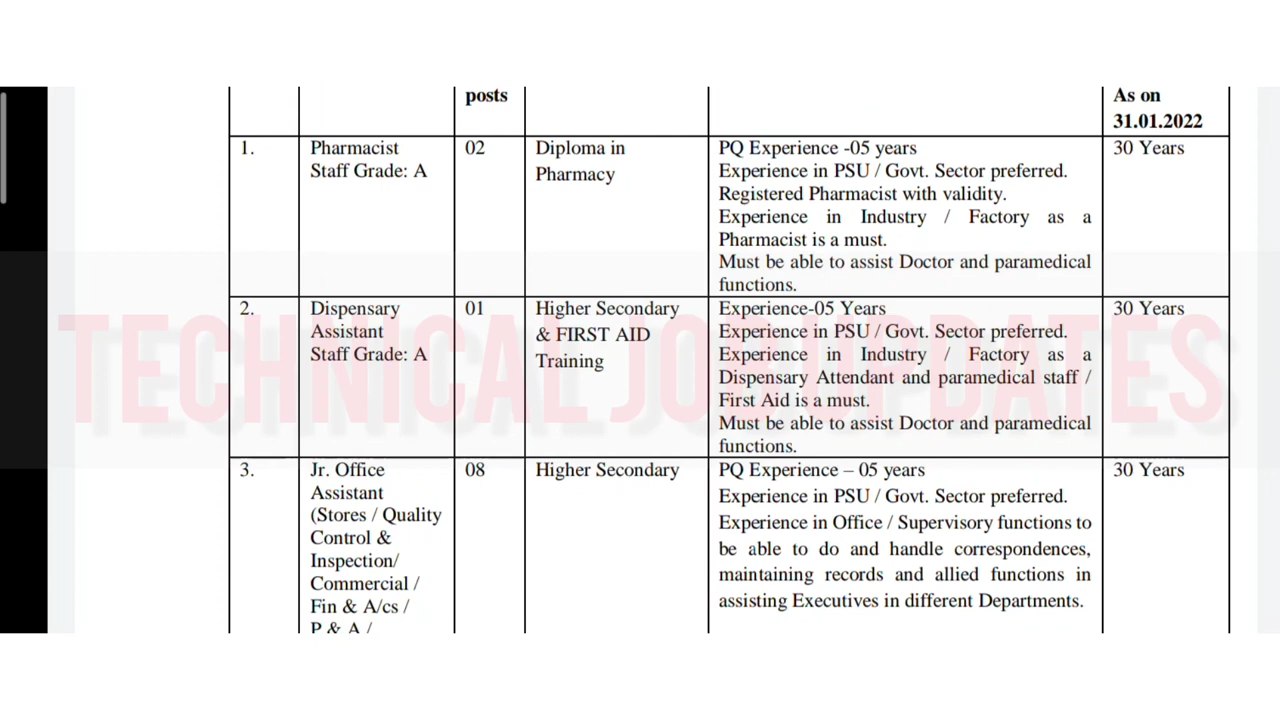 posts
As on
31.01.2022
1.
Pharmacist
Staff Grade: A
02
Diploma in
Pharmacy
PQ Experience -05 years
Experience in PSU / Govt. Sector preferred.
Registered Pharmacist with validity.
Experience in Industry / Factory as a
Pharmacist is a must.
Must be able to assist Doctor and paramedical
functions.
30 Years
2.
Dispensary
Assistant
Staff Grade: A
01
Higher Secondary
& FIRST AID
Training
Experience-05 Years
Experience in PSU / Govt. Sector preferred.
Experience in Industry / Factory as a
Dispensary Attendant and paramedical staff /
First Aid is a must.
Must be able to assist Doctor and paramedical
functions.
30 Years
3.
Jr. Office
Assistant
(Stores / Quality
Control &
Inspection/
Commercial /
Fin & A/cs /
P & A /
08
Higher Secondary
PQ Experience – 05 years
Experience in PSU / Govt. Sector preferred.
Experience in Office / Supervisory functions to
be able to do and handle correspondences,
maintaining records and allied functions in
assisting Executives in different Departments.
30 Years
TECHNICAL JOB UPDATES